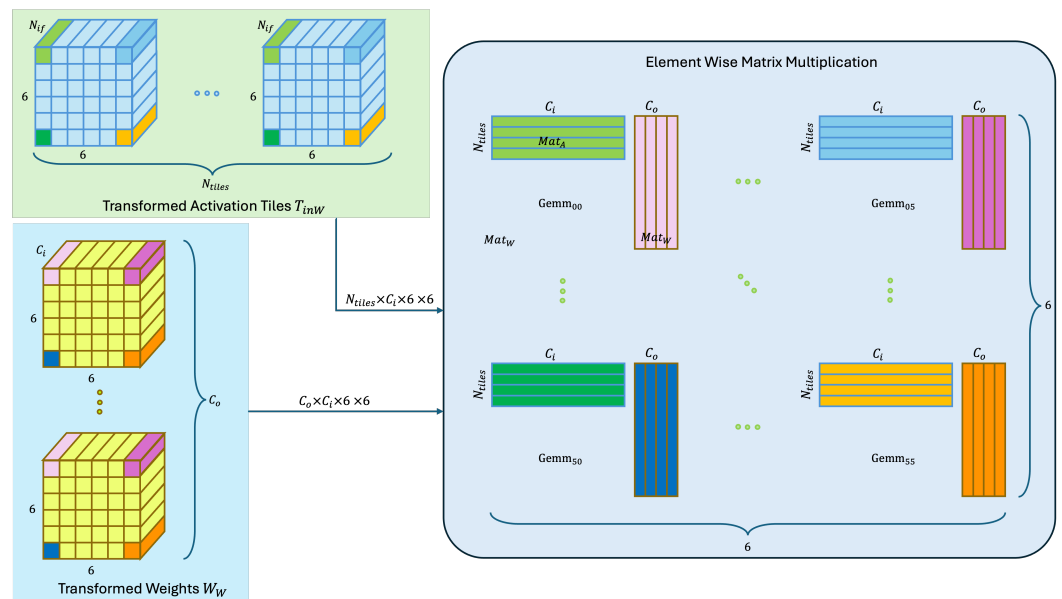 N_if
N_if
6
6
6
6
N_tiles
Transformed Activation Tiles T_inW
C_i
6
6
C_o
6
6
Transformed Weights W_W
N_tiles×C_i×6×6
C_o×C_i×6×6
Element Wise Matrix Multiplication
C_i
C_o
N_tiles
Mat_A
Mat_W
Gemm_00
Mat_W
C_i
C_o
N_tiles
Gemm_05
6
C_i
C_o
N_tiles
Gemm_50
C_i
C_o
N_tiles
Gemm_55
6